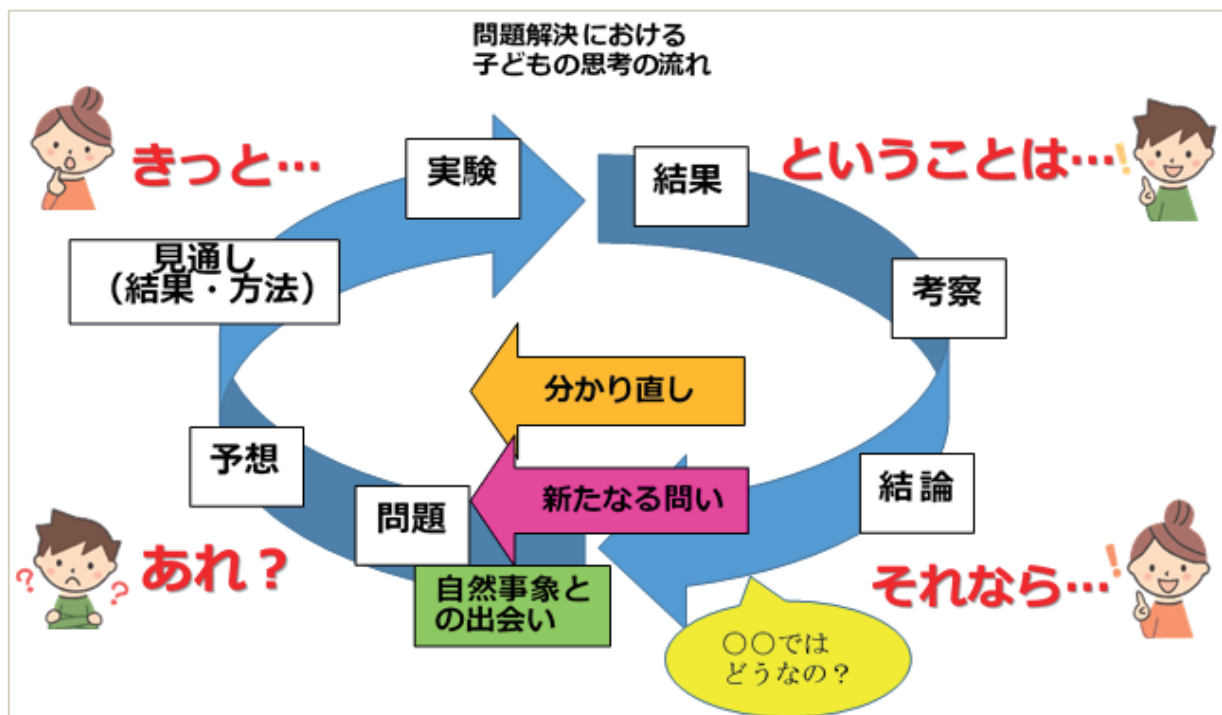 問題解決における
子どもの思考の流れ
きっと…
実験
結果
ということは…
見通し
（結果・方法）
考察
分かり直し
予想
新たなる問い
結論
問題
あれ？
自然事象と
の出会い
それなら…
○○では
どうなの？